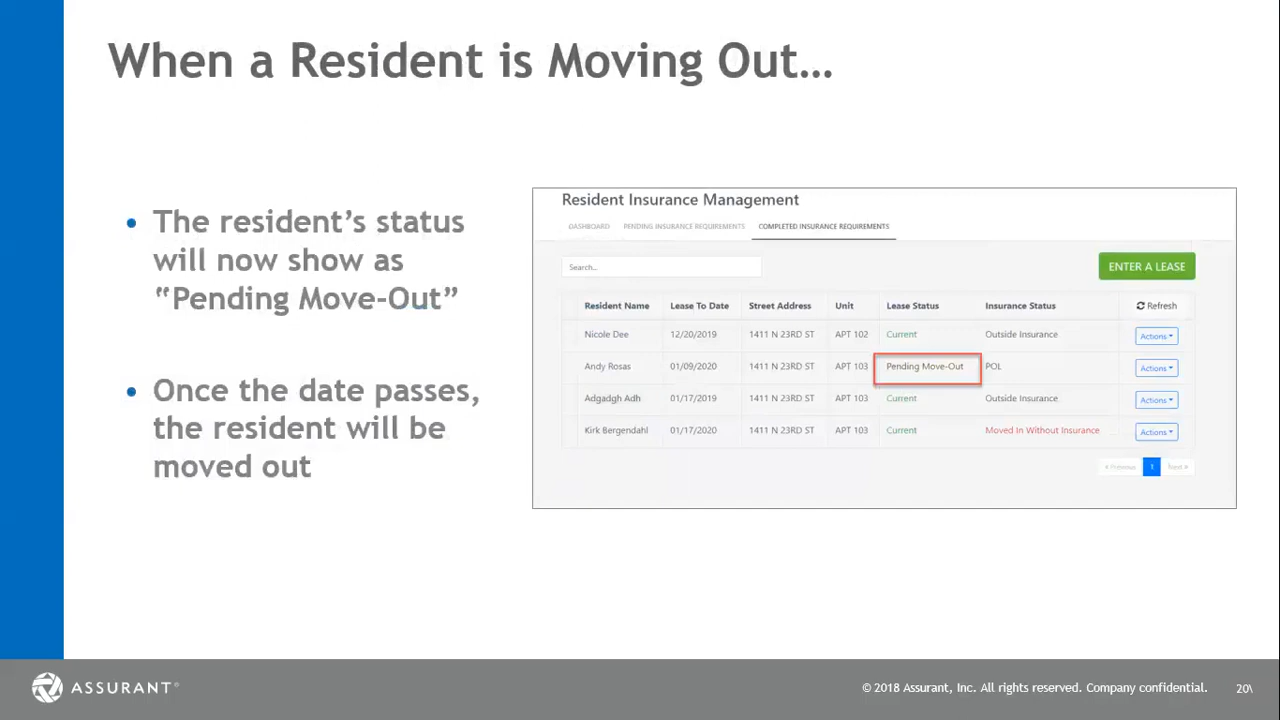 When a Resident is Moving Out...
• The resident's status
will now show as
“Pending Move-Out”
• Once the date passes,
the resident will be
moved out
Resident Insurance Management
DASHBOARD PENDING INSURANCE REQUIREMENTS COMPLETED INSURANCE REQUIREMENTS
Search... ENTER A LEASE
Resident Name Lease To Date Street Address Unit Lease Status Insurance Status Refresh
Nicole Dee 12/20/2019 1411 N 23RD ST APT 102 Current Outside Insurance Actions
Andy Rosas 01/09/2020 1411 N 23RD ST APT 103 Pending Move-Out POL Actions
Adgadgh Adh 01/17/2019 1411 N 23RD ST APT 103 Current Outside Insurance Actions
Kirk Bergendahl 01/17/2020 1411 N 23RD ST APT 103 Current Moved In Without Insurance Actions
« Previous 1 Next »
ASSURANT® © 2018 Assurant, Inc. All rights reserved. Company confidential. 20\